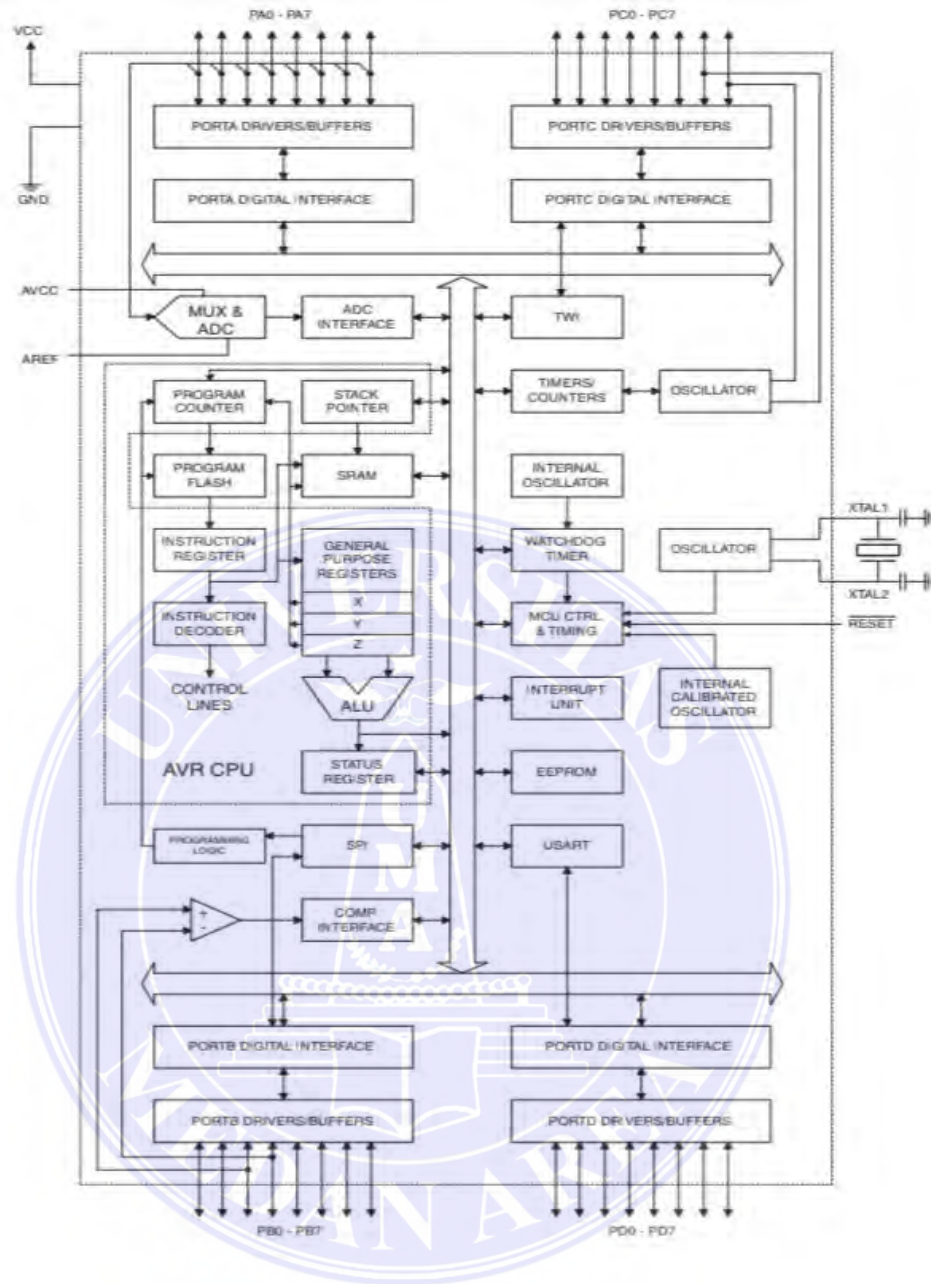 PA0 - PA7
PC0 - PC7
VCC
PORTA DRIVERS/BUFFERS
PORTC DRIVERS/BUFFERS
GND
PORTA DIGITAL INTERFACE
PORTC DIGITAL INTERFACE
AVCC
MUX &
ADC
ADC
INTERFACE
TWI
AREF
PROGRAM
COUNTER
STACK
POINTER
TIMERS/
COUNTERS
OSCILLATOR
PROGRAM
FLASH
SRAM
INTERNAL
OSCILLATOR
XTAL1
INSTRUCTION
REGISTER
GENERAL
PURPOSE
REGISTERS
WATCHDOG
TIMER
OSCILLATOR
X
XTAL2
INSTRUCTION
DECODER
Y
MCU CTRL.
& TIMING
RESET
Z
CONTROL
LINES
ALU
INTERRUPT
UNIT
INTERNAL
CALIBRATED
OSCILLATOR
AVR CPU
STATUS
REGISTER
EEPROM
PROGRAMMING
LOGIC
SPI
USART
+
-
COMP.
INTERFACE
PORTB DIGITAL INTERFACE
PORTD DIGITAL INTERFACE
PORTB DRIVERS/BUFFERS
PORTD DRIVERS/BUFFERS
PB0 - PB7
PD0 - PD7
UNIVERSITAS
MEDAN AREA